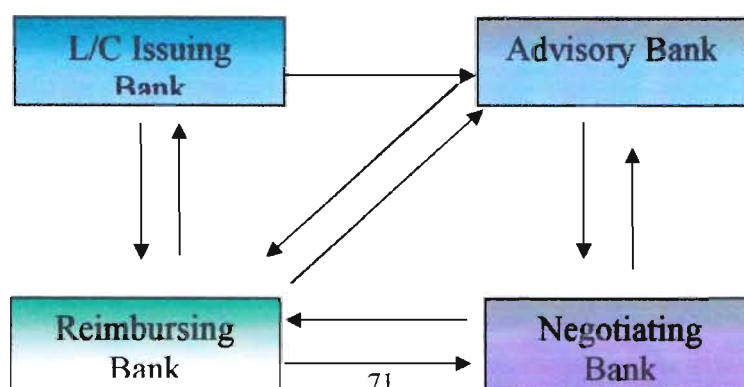 L/C Issuing
Bank
Advisory Bank
Reimbursing
Bank
Negotiating
Bank
71